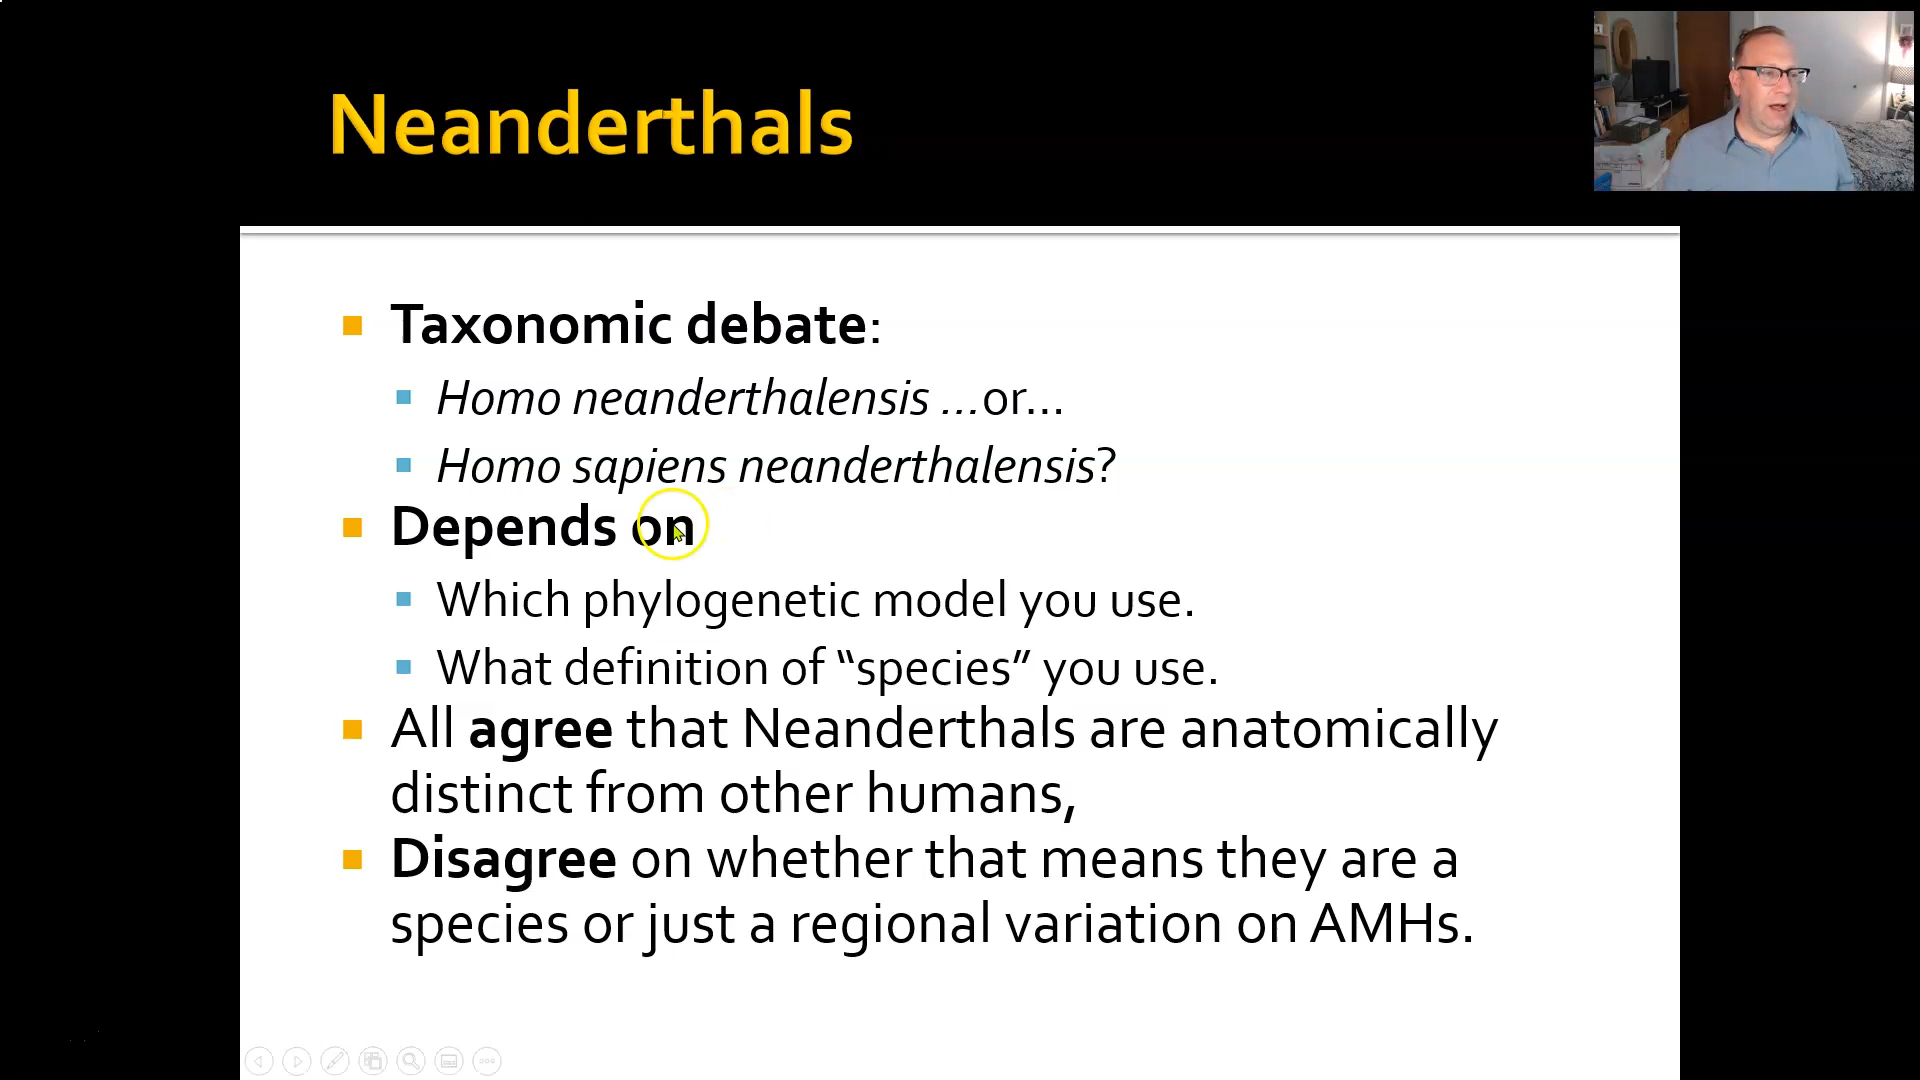 Neanderthals
Taxonomic debate:
Homo neanderthalensis …or…
Homo sapiens neanderthalensis?
Depends on
Which phylogenetic model you use.
What definition of “species” you use.
All agree that Neanderthals are anatomically
distinct from other humans,
Disagree on whether that means they are a
species or just a regional variation on AMHs.